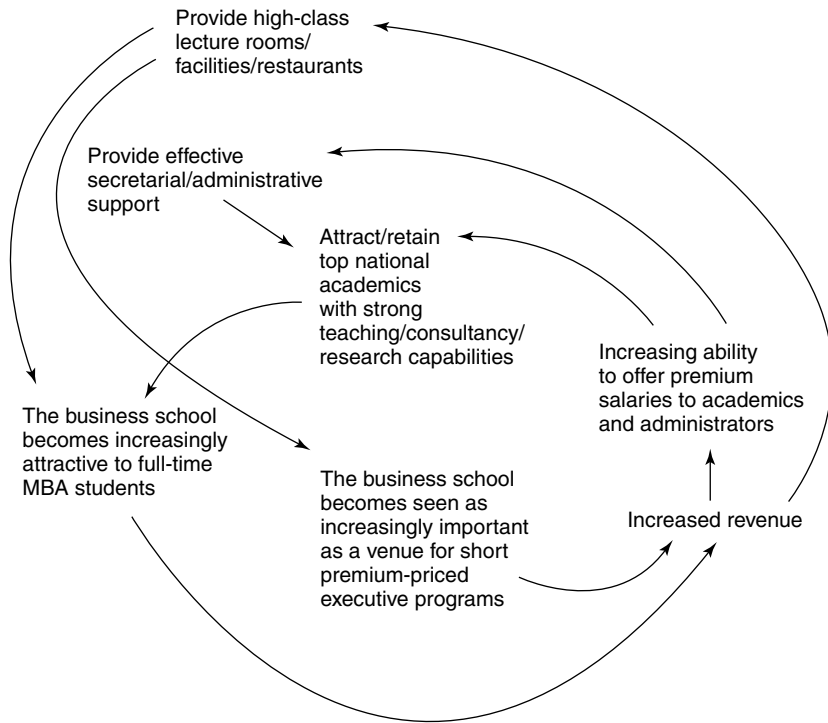 Provide high-class
lecture rooms/
facilities/restaurants
Provide effective
secretarial/administrative
support
Attract/retain
top national
academics
with strong
teaching/consultancy/
research capabilities
Increasing ability
to offer premium
salaries to academics
and administrators
The business school
becomes increasingly
attractive to full-time
MBA students
The business school
becomes seen as
increasingly important
as a venue for short
premium-priced
executive programs
Increased revenue